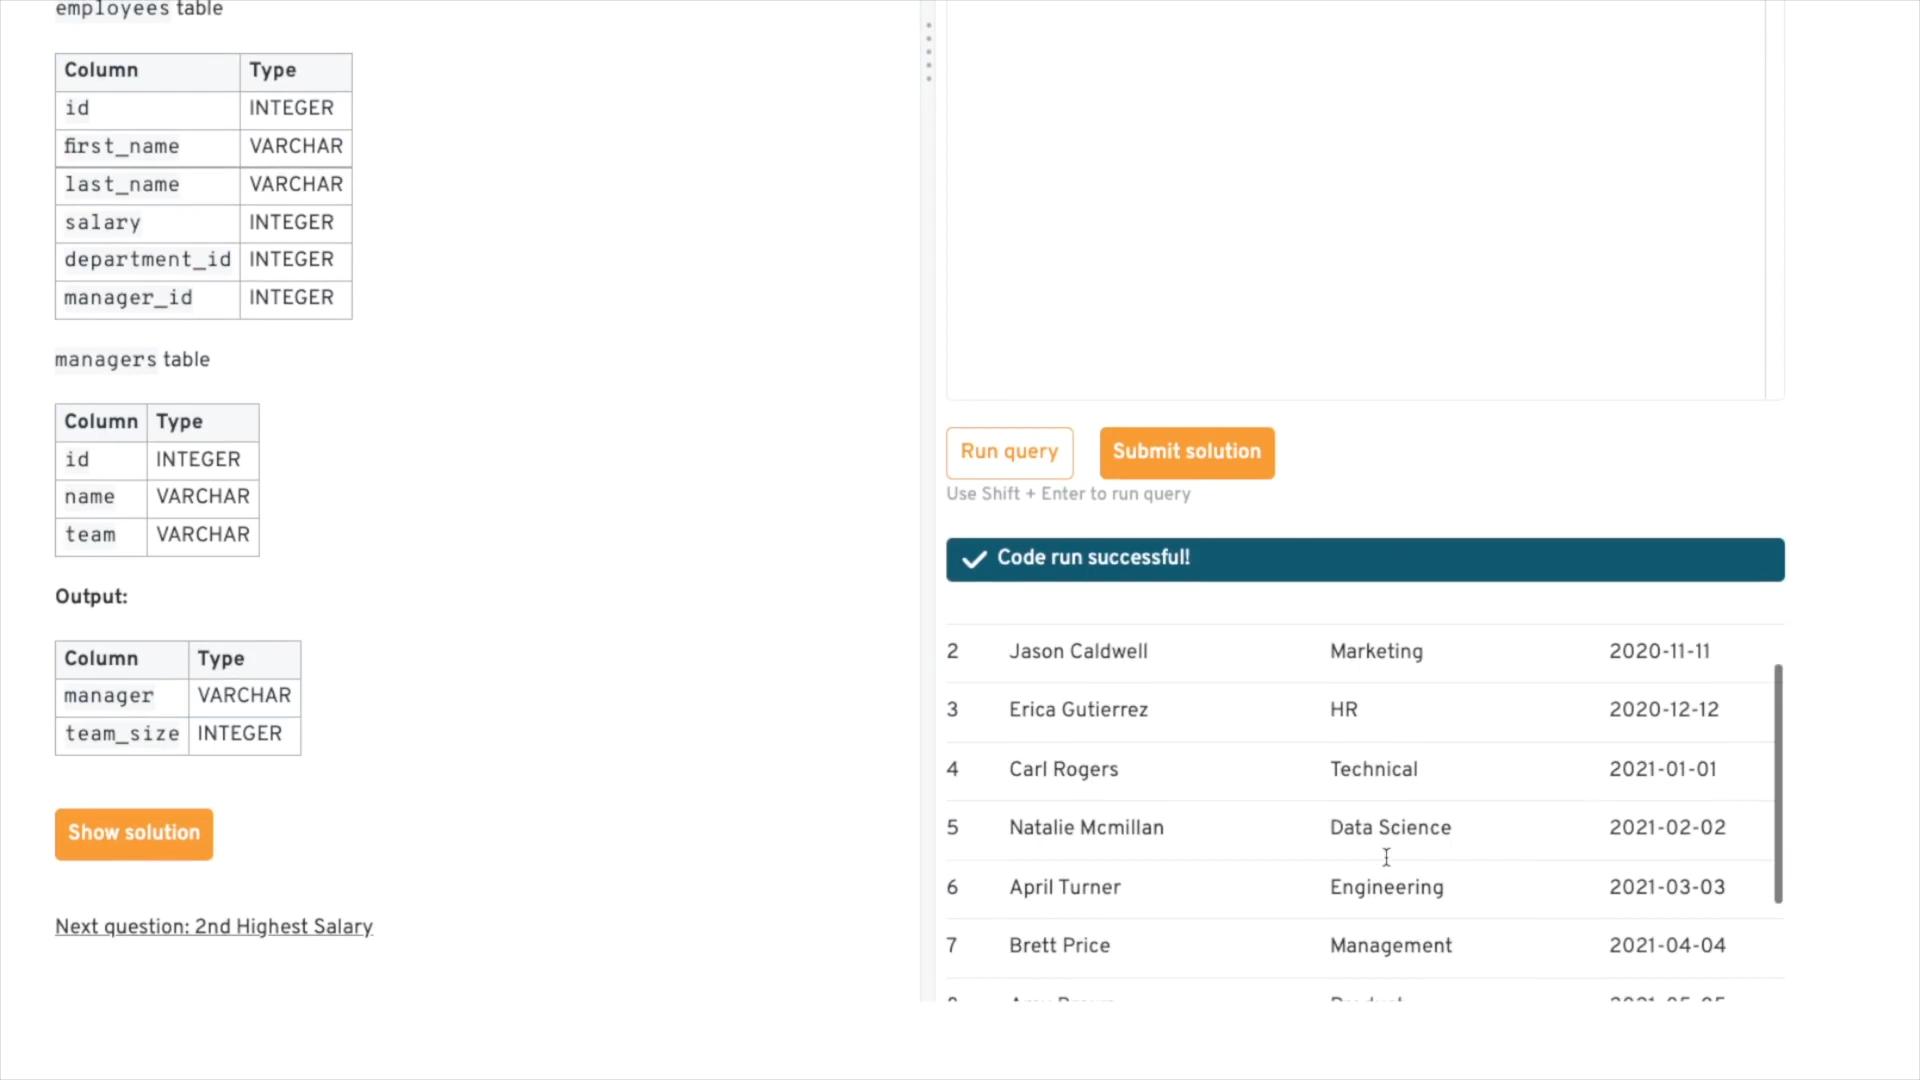 employees table
Column Type
id INTEGER
first_name VARCHAR
last_name VARCHAR
salary INTEGER
department_id INTEGER
manager_id INTEGER
managers table
Column Type
id INTEGER
name VARCHAR
team VARCHAR
Output:
Column Type
manager VARCHAR
team_size INTEGER
Show solution
Next question: 2nd Highest Salary
Run query Submit solution
Use Shift + Enter to run query
Code run successful!
2 Jason Caldwell Marketing 2020-11-11
3 Erica Gutierrez HR 2020-12-12
4 Carl Rogers Technical 2021-01-01
5 Natalie Mcmillan Data Science 2021-02-02
6 April Turner Engineering 2021-03-03
7 Brett Price Management 2021-04-04